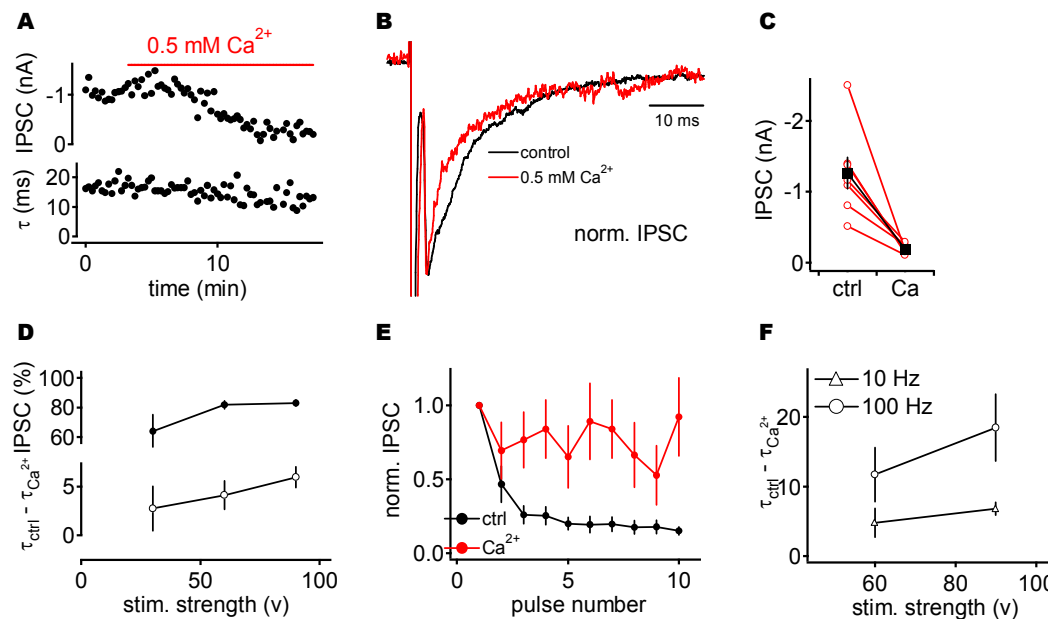 A
0.5 mM Ca2+
IPSC (nA)
-1
0
τ (ms)
20
10
0
0
10
time (min)
B
10 ms
control
0.5 mM Ca2+
norm. IPSC
C
IPSC (nA)
-2
-1
0
ctrl
Ca
D
τctrl - τCa2+ IPSC (%)
100
80
60
5
0
0
50
100
stim. strength (v)
E
norm. IPSC
1.0
0.5
0.0
ctrl
Ca2+
0
5
10
pulse number
F
10 Hz
100 Hz
τctrl - τCa2+
20
10
0
60
80
100
stim. strength (v)